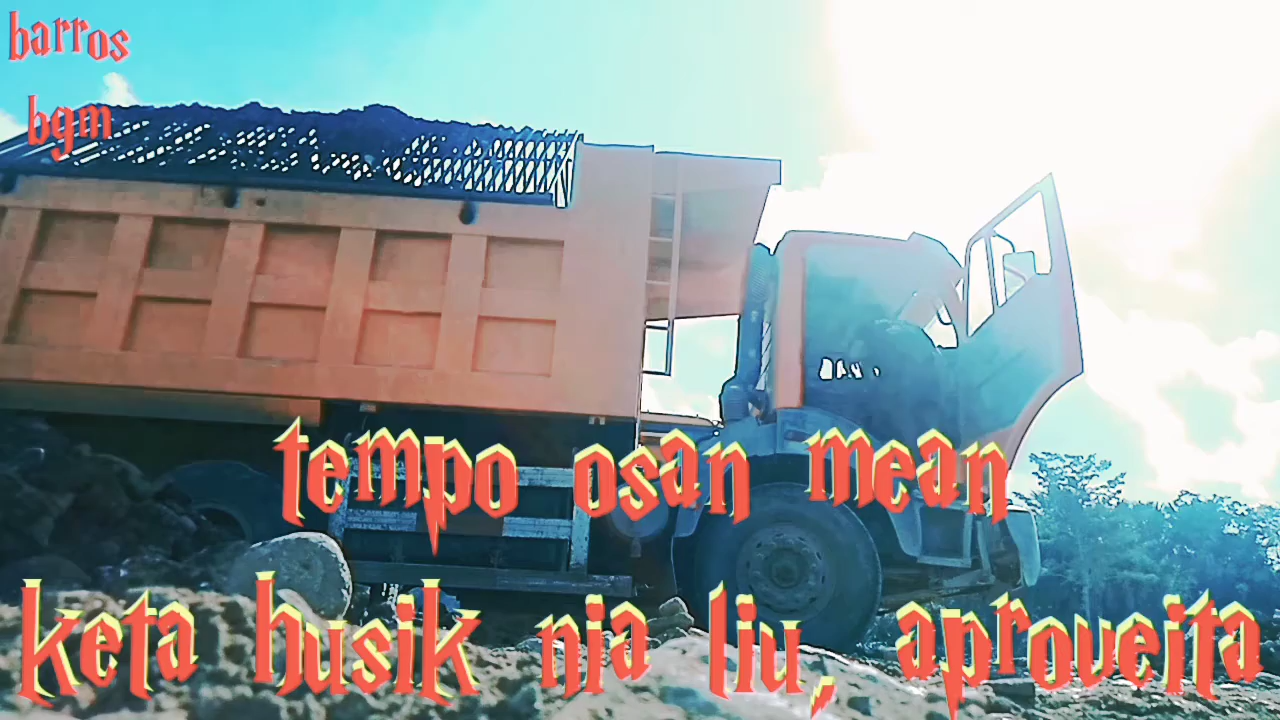 barros
bgm
tempo osan mean
keta husik nia liu, aproveita